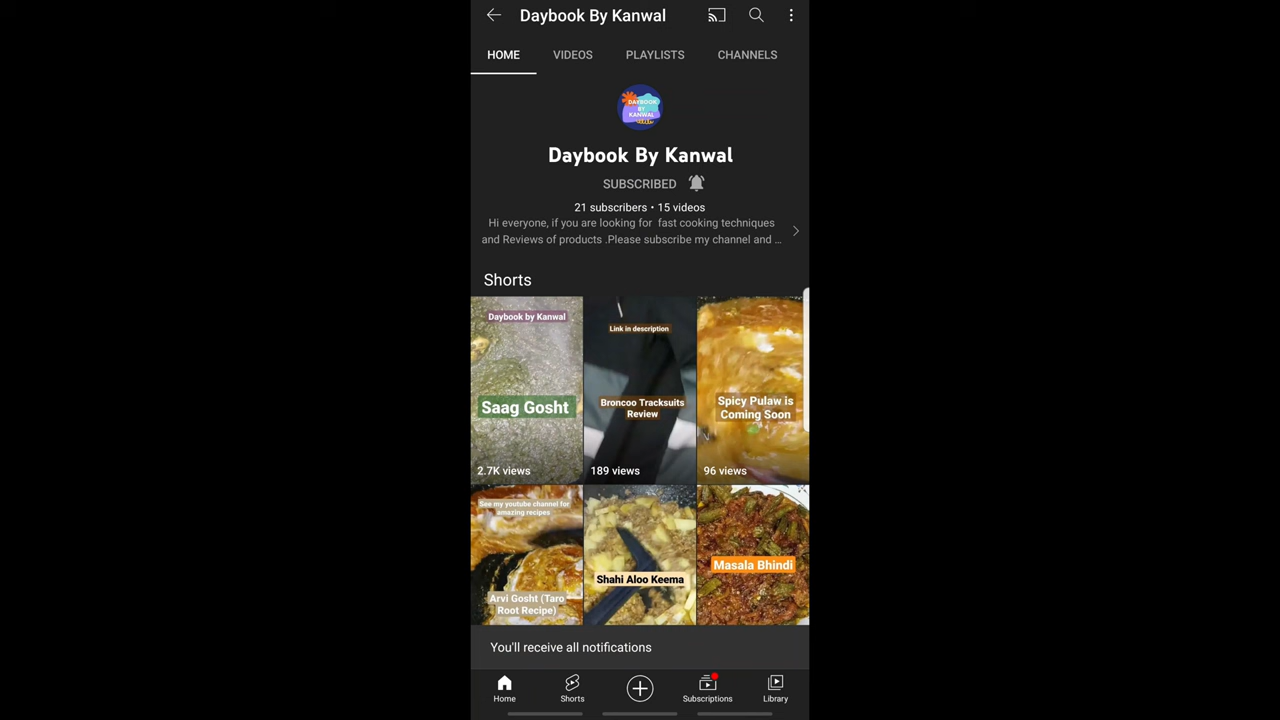 Daybook By Kanwal
HOME VIDEOS PLAYLISTS CHANNELS
DAYBOOK
BY
KANWAL
Daybook By Kanwal
SUBSCRIBED
21 subscribers • 15 videos
Hi everyone, if you are looking for fast cooking techniques
and Reviews of products .Please subscribe my channel and ...
Shorts
Daybook by Kanwal
Saag Gosht
2.7K views
Link in description
Broncoo Tracksuits
Review
189 views
Spicy Pulaw is
Coming Soon
96 views
See my youtube channel for
amazing recipes
Arvi Gosht (Taro
Root Recipe)
Shahi Aloo Keema
Masala Bhindi
You'll receive all notifications
Home Shorts Subscriptions Library